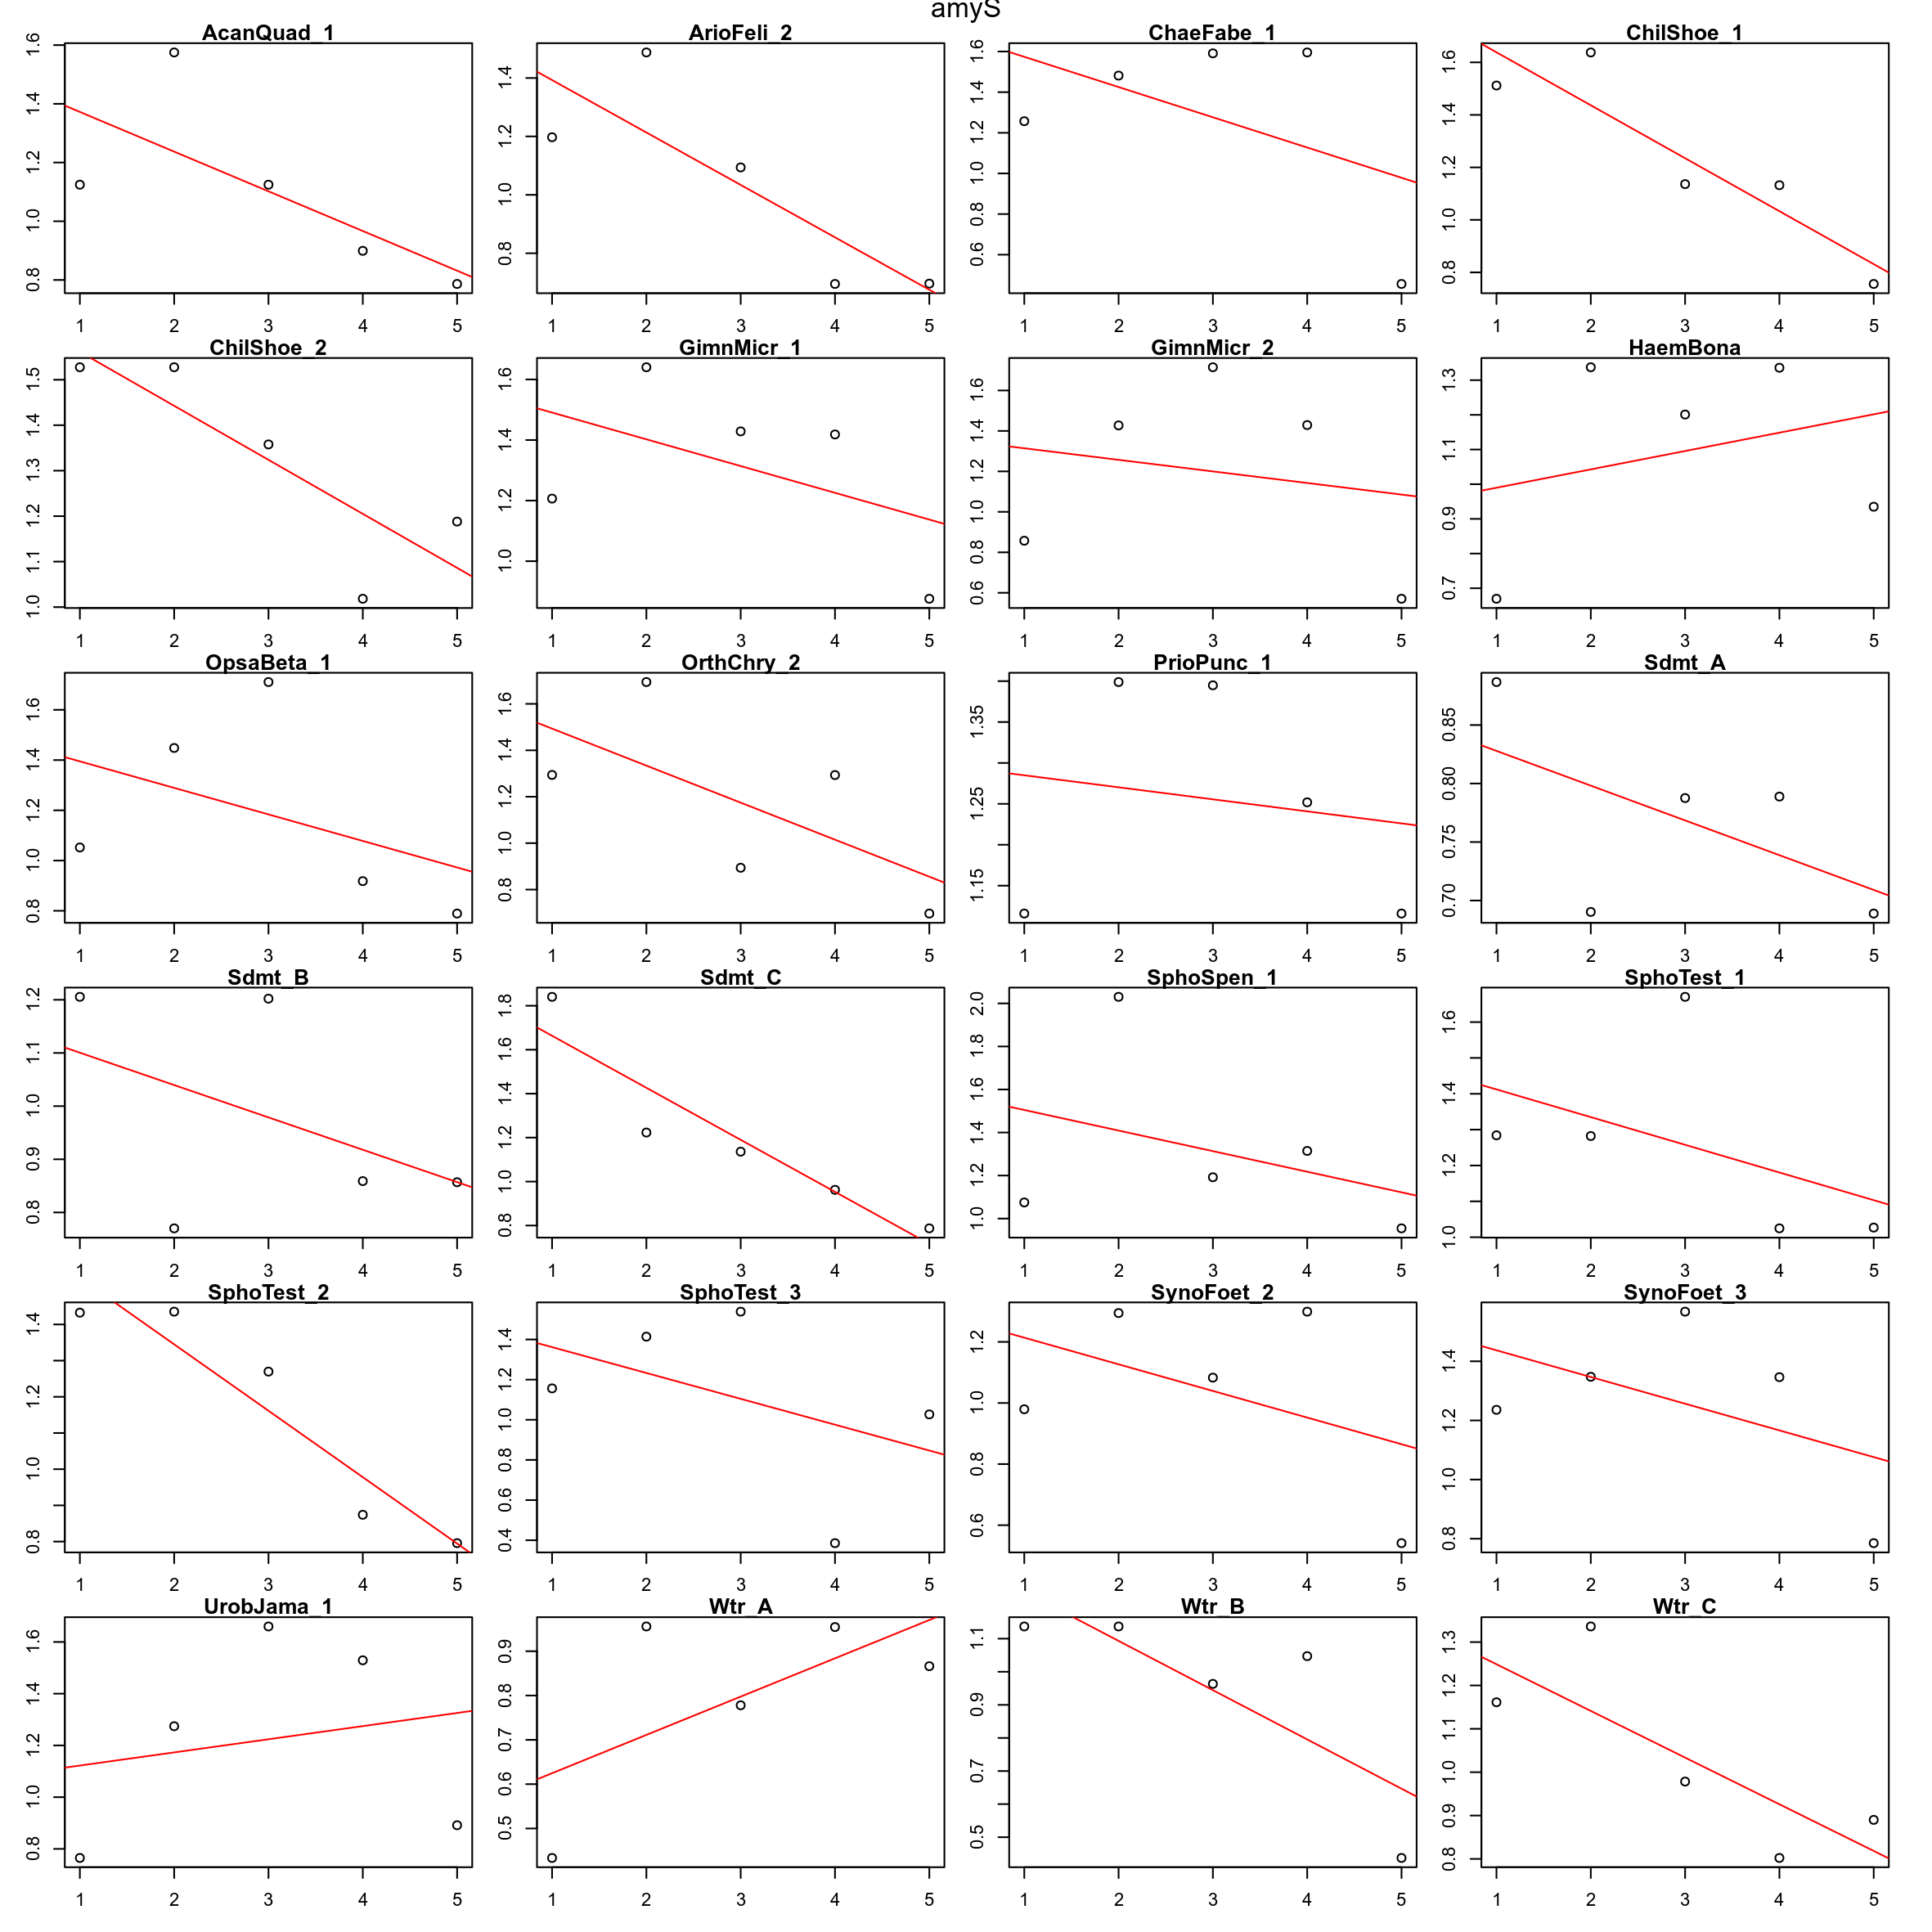 amyS
AcanQuad_1 ArioFeli_2 ChaeFabe_1 ChilShoe_1
0.8 1.0 1.2 1.4 1.6 0.8 1.0 1.2 1.4 0.6 0.8 1.0 1.2 1.4 1.6 0.8 1.0 1.2 1.4 1.6
1 2 3 4 5 1 2 3 4 5 1 2 3 4 5 1 2 3 4 5
ChilShoe_2 GimnMicr_1 GimnMicr_2 HaemBona
1.0 1.1 1.2 1.3 1.4 1.5 1.0 1.2 1.4 1.6 0.6 0.8 1.0 1.2 1.4 1.6 0.7 0.9 1.1 1.3
1 2 3 4 5 1 2 3 4 5 1 2 3 4 5 1 2 3 4 5
OpsaBeta_1 OrthChry_2 PrioPunc_1 Sdmt_A
0.8 1.0 1.2 1.4 1.6 0.8 1.0 1.2 1.4 1.6 1.15 1.25 1.35 0.70 0.75 0.80 0.85
1 2 3 4 5 1 2 3 4 5 1 2 3 4 5 1 2 3 4 5
Sdmt_B Sdmt_C SphoSpen_1 SphoTest_1
0.8 0.9 1.0 1.1 1.2 0.8 1.0 1.2 1.4 1.6 1.8 1.0 1.2 1.4 1.6 1.8 2.0 1.0 1.2 1.4 1.6
1 2 3 4 5 1 2 3 4 5 1 2 3 4 5 1 2 3 4 5
SphoTest_2 SphoTest_3 SynoFoet_2 SynoFoet_3
0.8 1.0 1.2 1.4 0.4 0.6 0.8 1.0 1.2 1.4 0.6 0.8 1.0 1.2 0.8 1.0 1.2 1.4
1 2 3 4 5 1 2 3 4 5 1 2 3 4 5 1 2 3 4 5
UrobJama_1 Wtr_A Wtr_B Wtr_C
0.8 1.0 1.2 1.4 1.6 0.5 0.6 0.7 0.8 0.9 0.5 0.7 0.9 1.1 0.8 0.9 1.0 1.1 1.2 1.3
1 2 3 4 5 1 2 3 4 5 1 2 3 4 5 1 2 3 4 5